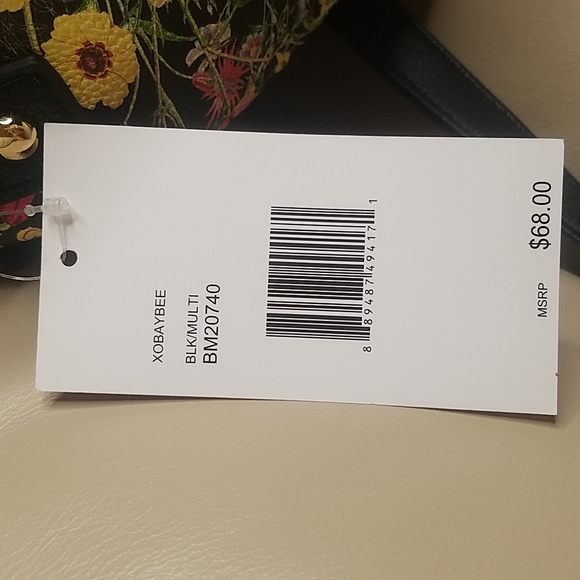 XOBAYBEE
BLK/MULTi
BM20740
8 89487 49417 1
MSRP $68.00